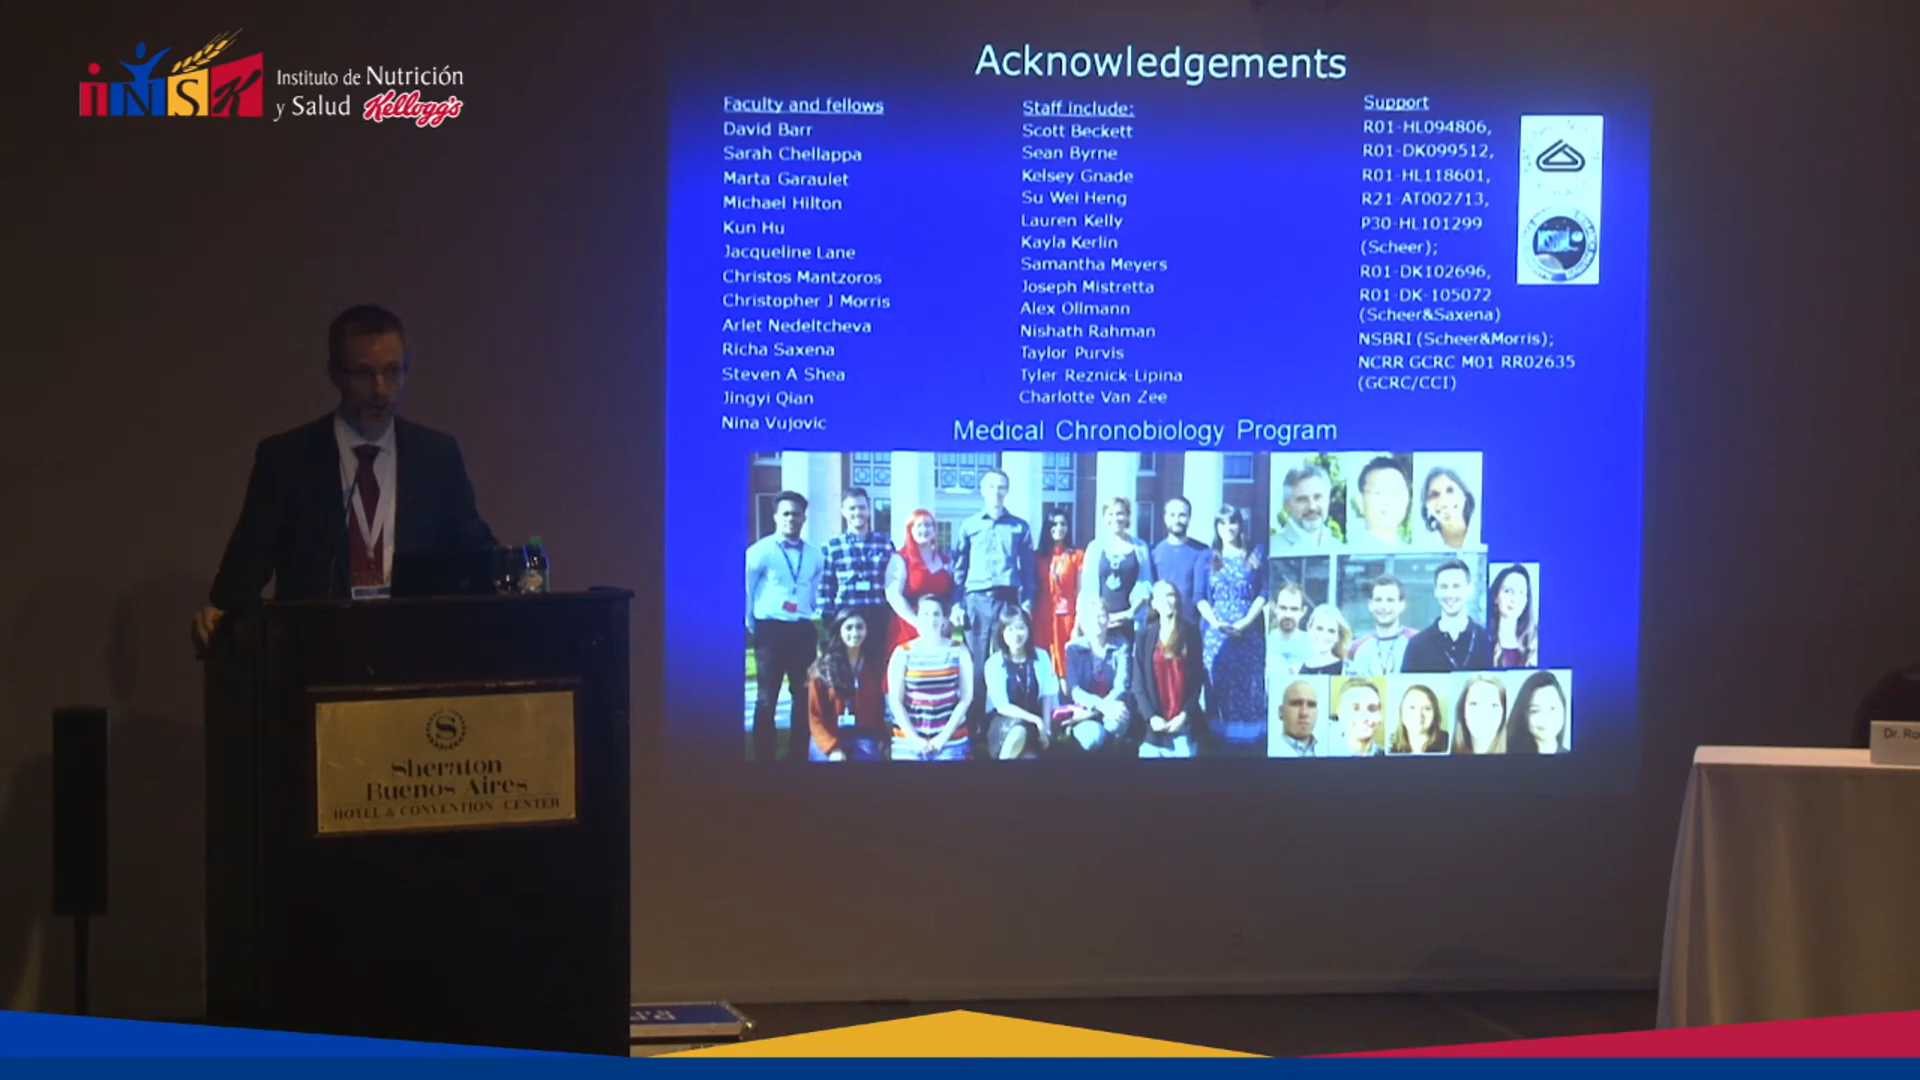 iNSK
Instituto de Nutrición
y Salud Kellogg's
Acknowledgements
Faculty and fellows
David Barr
Sarah Chellappa
Marta Garaulet
Michael Hilton
Kun Hu
Jacqueline Lane
Christos Mantzoros
Christopher J Morris
Arlet Nedeltcheva
Richa Saxena
Steven A Shea
Jingyi Qian
Nina Vujovic
Staff include:
Scott Beckett
Sean Byrne
Kelsey Gnade
Su Wei Heng
Lauren Kelly
Kayla Kerlin
Samantha Meyers
Joseph Mistretta
Alex Ollmann
Nishath Rahman
Taylor Purvis
Tyler Reznick-Lipina
Charlotte Van Zee
Support
R01-HL094806,
R01-DK099512,
R01-HL118601,
R21-AT002713,
P30-HL101299
(Scheer);
R01-DK102696,
R01-DK-105072
(Scheer&Saxena)
NSBRI (Scheer&Morris);
NCRR GCRC M01 RR02635
(GCRC/CCI)
Medical Chronobiology Program
S
Sheraton
Buenos Aires
HOTEL & CONVENTION CENTER
Dr. Ro